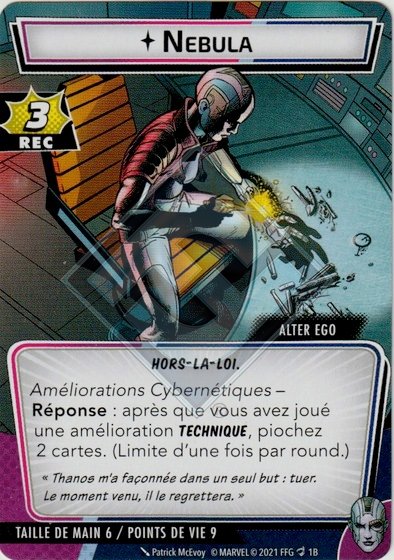 Nebula
3
REC
ALTER EGO
HORS-LA-LOI.
Améliorations Cybernétiques –
Réponse : après que vous avez joué
une amélioration TECHNIQUE, piochez
2 cartes. (Limite d'une fois par round.)
« Thanos m'a façonnée dans un seul but : tuer.
Le moment venu, il le regrettera. »
TAILLE DE MAIN 6 / POINTS DE VIE 9
Patrick McEvoy © MARVEL © 2021 FFG 1B